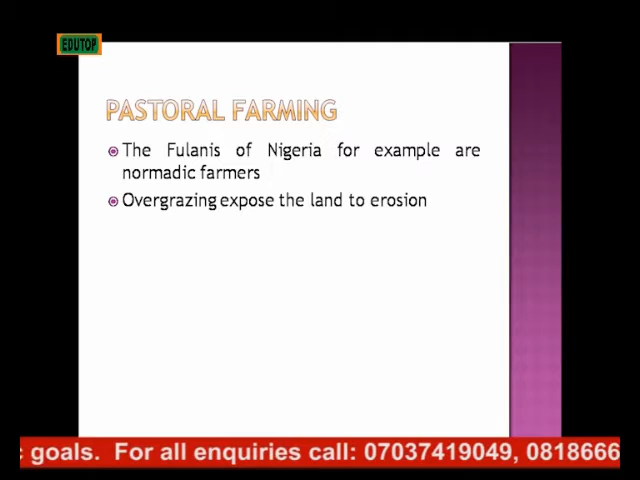 EDUTOP
PASTORAL FARMING
The Fulanis of Nigeria for example are
normadic farmers
Overgrazing expose the land to erosion
goals. For all enquiries call: 07037419049, 0818666